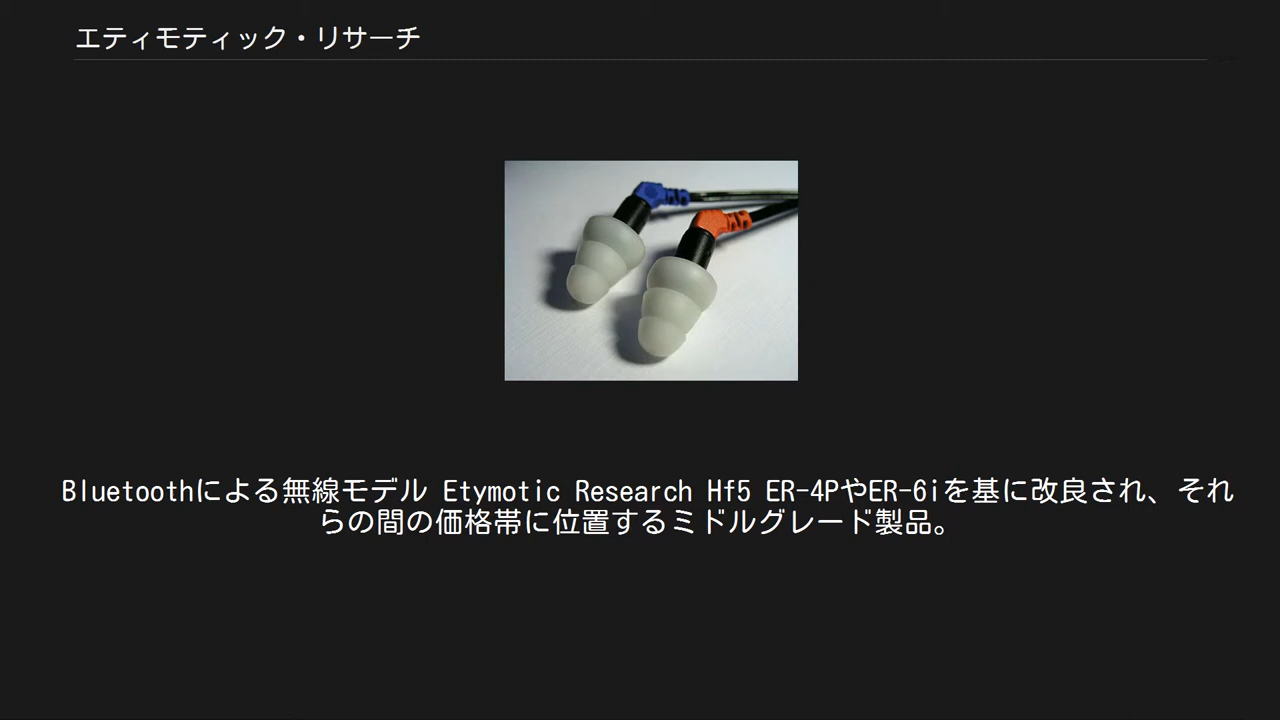 エティモティック・リサーチ
Bluetoothによる無線モデル Etymotic Research Hf5 ER-4PやER-6iを基に改良され、それ
らの間の価格帯に位置するミドルグレード製品。